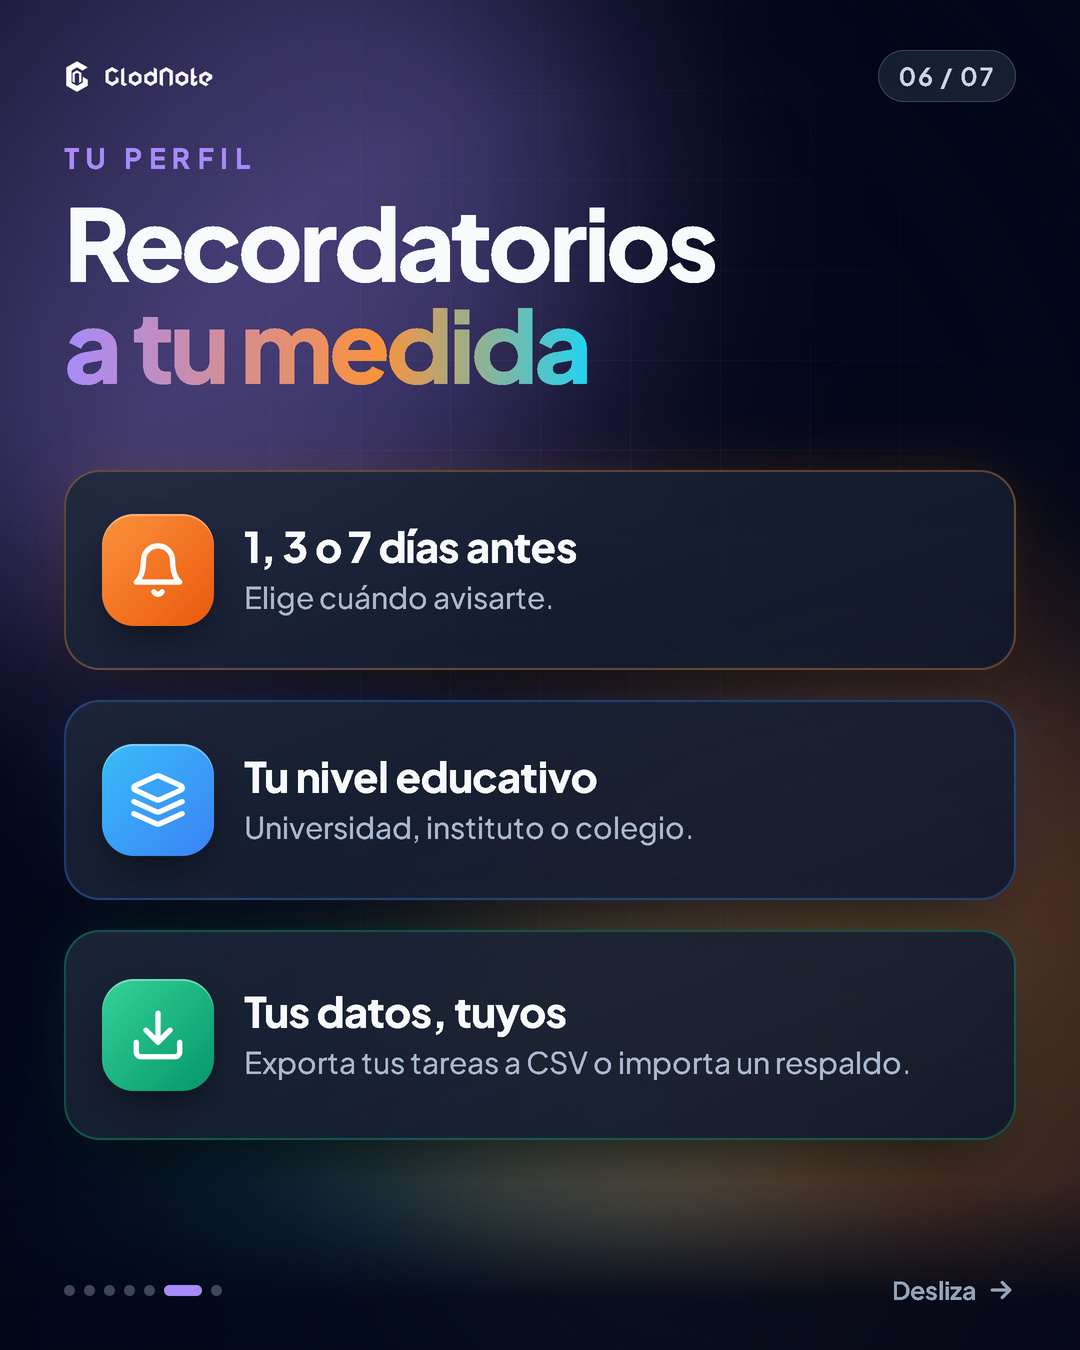 ClodNote
06 / 07
TU PERFIL
Recordatorios
a tu medida
1, 3 o 7 días antes
Elige cuándo avisarte.
Tu nivel educativo
Universidad, instituto o colegio.
Tus datos, tuyos
Exporta tus tareas a CSV o importa un respaldo.
Desliza →